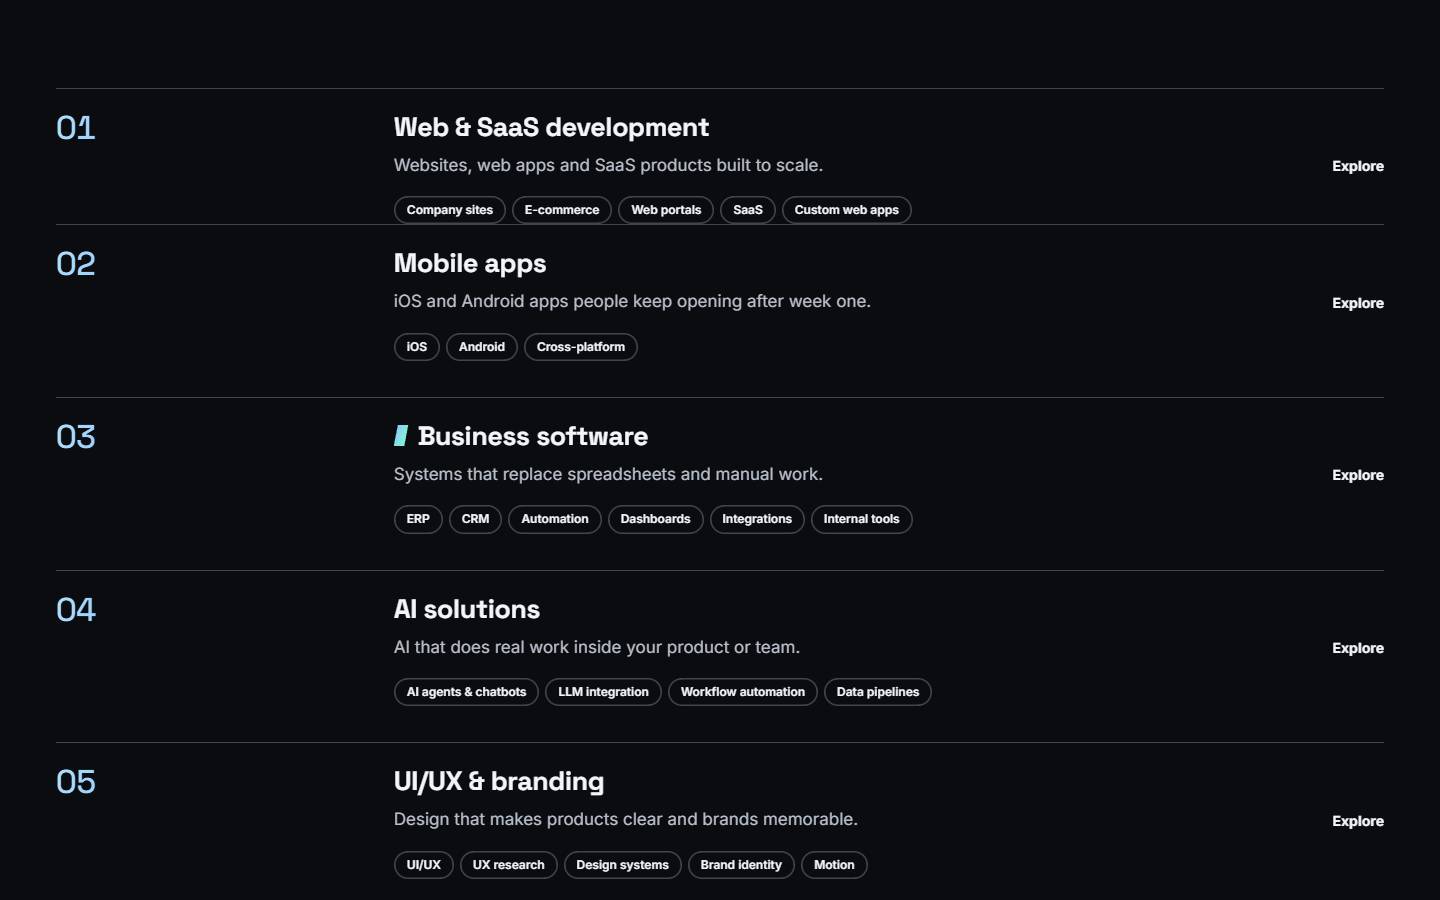 01
Web & SaaS development
Websites, web apps and SaaS products built to scale.
Explore
Company sites
E-commerce
Web portals
SaaS
Custom web apps
02
Mobile apps
iOS and Android apps people keep opening after week one.
Explore
iOS
Android
Cross-platform
03
Business software
Systems that replace spreadsheets and manual work.
Explore
ERP
CRM
Automation
Dashboards
Integrations
Internal tools
04
AI solutions
AI that does real work inside your product or team.
Explore
AI agents & chatbots
LLM integration
Workflow automation
Data pipelines
05
UI/UX & branding
Design that makes products clear and brands memorable.
Explore
UI/UX
UX research
Design systems
Brand identity
Motion